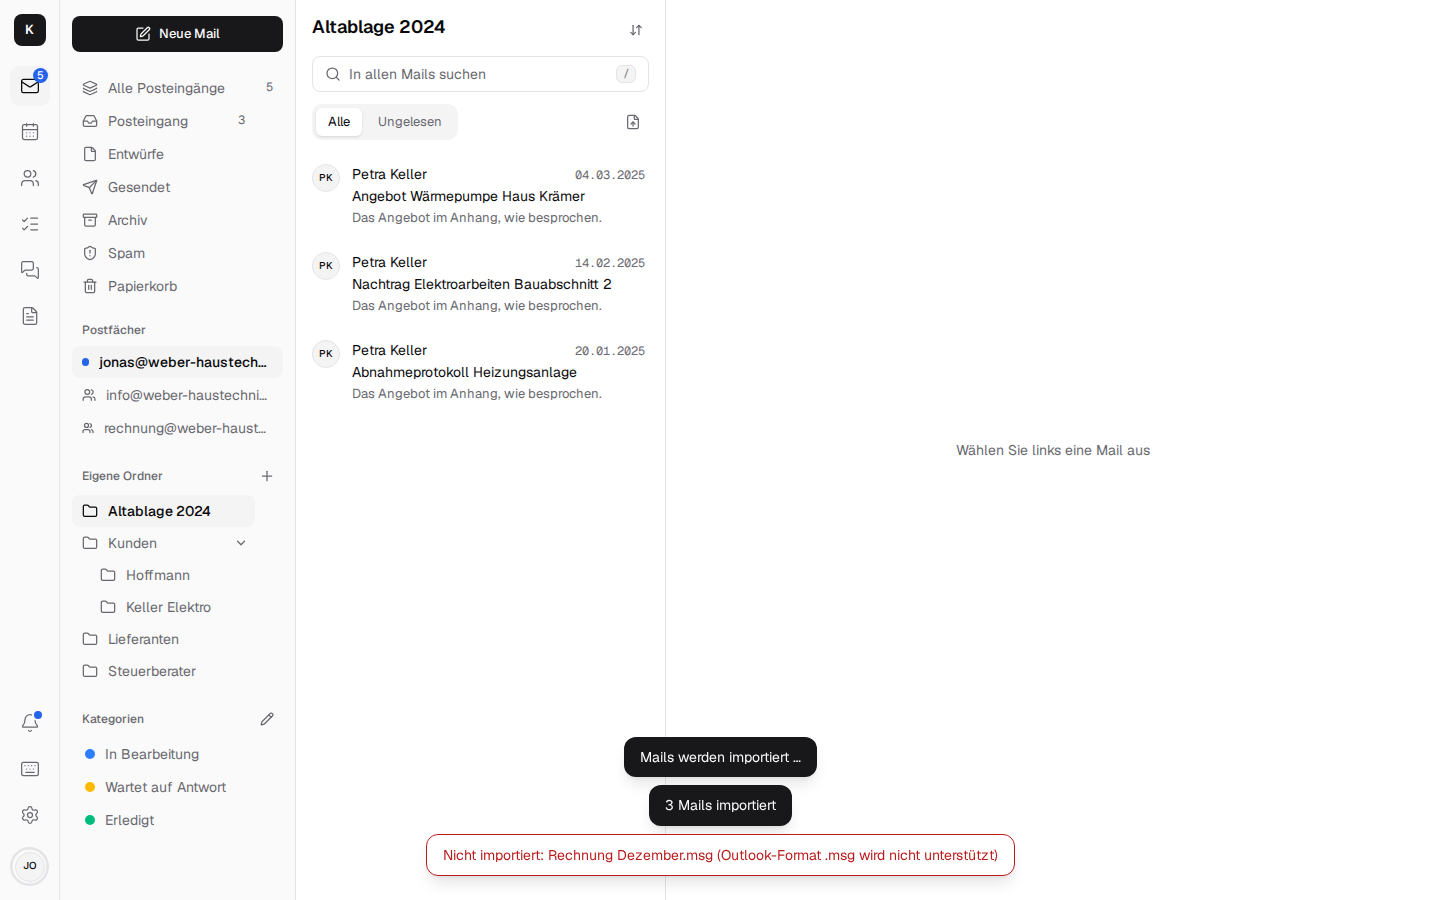 K
5
Neue Mail
Alle Posteingänge 5
Posteingang 3
Entwürfe
Gesendet
Archiv
Spam
Papierkorb
Postfächer
jonas@weber-haustech...
info@weber-haustechni...
rechnung@weber-haust...
Eigene Ordner
Altablage 2024
Kunden
Hoffmann
Keller Elektro
Lieferanten
Steuerberater
Kategorien
In Bearbeitung
Wartet auf Antwort
Erledigt
JO
Altablage 2024
In allen Mails suchen /
Alle Ungelesen
PK Petra Keller 04.03.2025
Angebot Wärmepumpe Haus Krämer
Das Angebot im Anhang, wie besprochen.
PK Petra Keller 14.02.2025
Nachtrag Elektroarbeiten Bauabschnitt 2
Das Angebot im Anhang, wie besprochen.
PK Petra Keller 20.01.2025
Abnahmeprotokoll Heizungsanlage
Das Angebot im Anhang, wie besprochen.
Wählen Sie links eine Mail aus
Mails werden importiert …
3 Mails importiert
Nicht importiert: Rechnung Dezember.msg (Outlook-Format .msg wird nicht unterstützt)